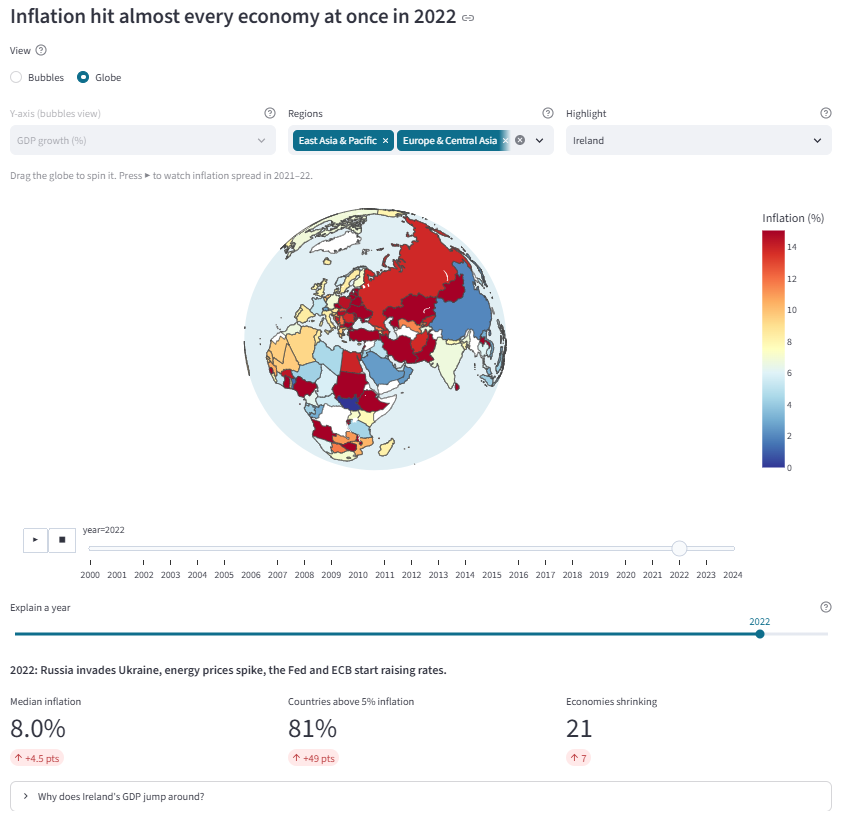 Inflation hit almost every economy at once in 2022
View
Bubbles Globe
Y-axis (bubbles view) Regions Highlight
GDP growth (%) East Asia & Pacific × Europe & Central Asia × Ireland
Drag the globe to spin it. Press ▶ to watch inflation spread in 2021–22.
Inflation (%)
14
12
10
8
6
4
2
0
year=2022
2000 2001 2002 2003 2004 2005 2006 2007 2008 2009 2010 2011 2012 2013 2014 2015 2016 2017 2018 2019 2020 2021 2022 2023 2024
Explain a year
2022
2022: Russia invades Ukraine, energy prices spike, the Fed and ECB start raising rates.
Median inflation Countries above 5% inflation Economies shrinking
8.0% 81% 21
↑ +4.5 pts ↑ +49 pts ↑ 7
Why does Ireland's GDP jump around?